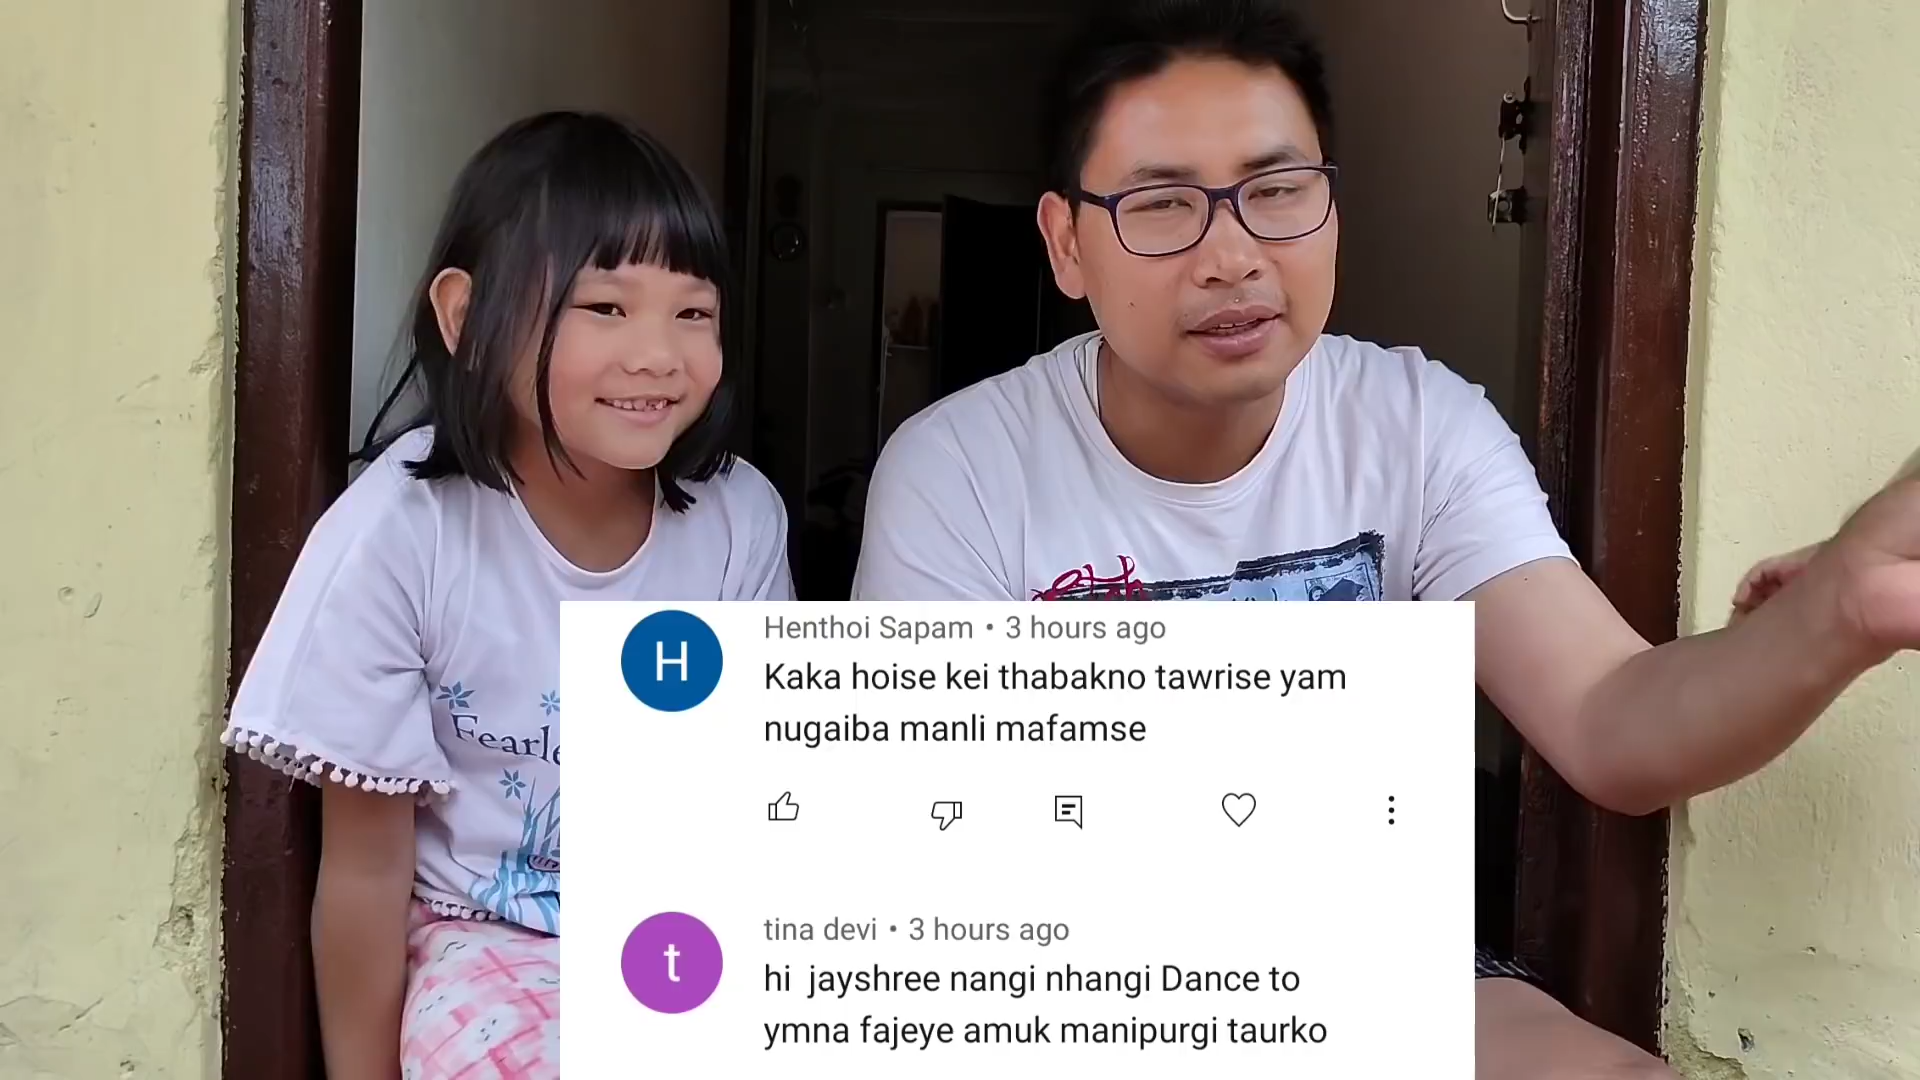 Henthoi Sapam • 3 hours ago
Kaka hoise kei thabakno tawrise yam
nugaiba manli mafamse
tina devi • 3 hours ago
hi jayshree nangi nhangi Dance to
ymna fajeye amuk manipurgi taurko
H
t